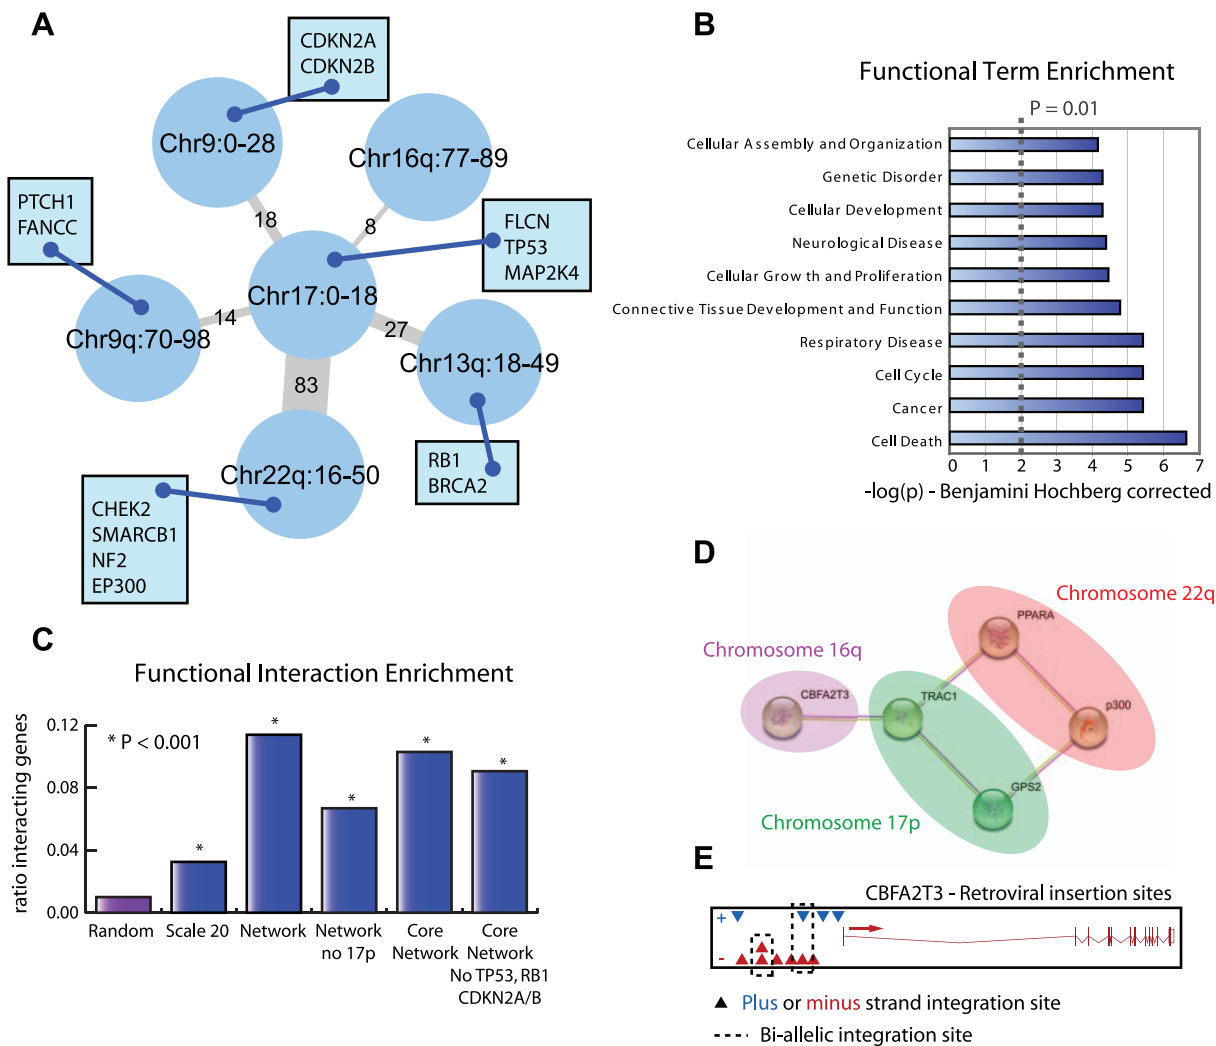 A
CDKN2A
CDKN2B
Chr9:0-28
Chr16q:77-89
PTCH1
FANCC
18
8
FLCN
TP53
MAP2K4
Chr17:0-18
Chr9q:70-98
14
27
Chr13q:18-49
83
RB1
BRCA2
Chr22q:16-50
CHEK2
SMARCB1
NF2
EP300
B
Functional Term Enrichment
P = 0.01
Cellular Assembly and Organization
Genetic Disorder
Cellular Development
Neurological Disease
Cellular Growth and Proliferation
Connective Tissue Development and Function
Respiratory Disease
Cell Cycle
Cancer
Cell Death
0 1 2 3 4 5 6 7
-log(p) - Benjamini Hochberg corrected
C
Functional Interaction Enrichment
ratio interacting genes
0.12
0.08
0.04
0.00
* P < 0.001
*
*
*
*
*
Random
Scale 20
Network
Network
no 17p
Core
Network
Core
Network
No TP53, RB1
CDKN2A/B
D
Chromosome 22q
PPARA
Chromosome 16q
CBFA2T3
TRAC1
p300
GPS2
Chromosome 17p
E
CBFA2T3 - Retroviral insertion sites
+
-
Plus or minus strand integration site
Bi-allelic integration site